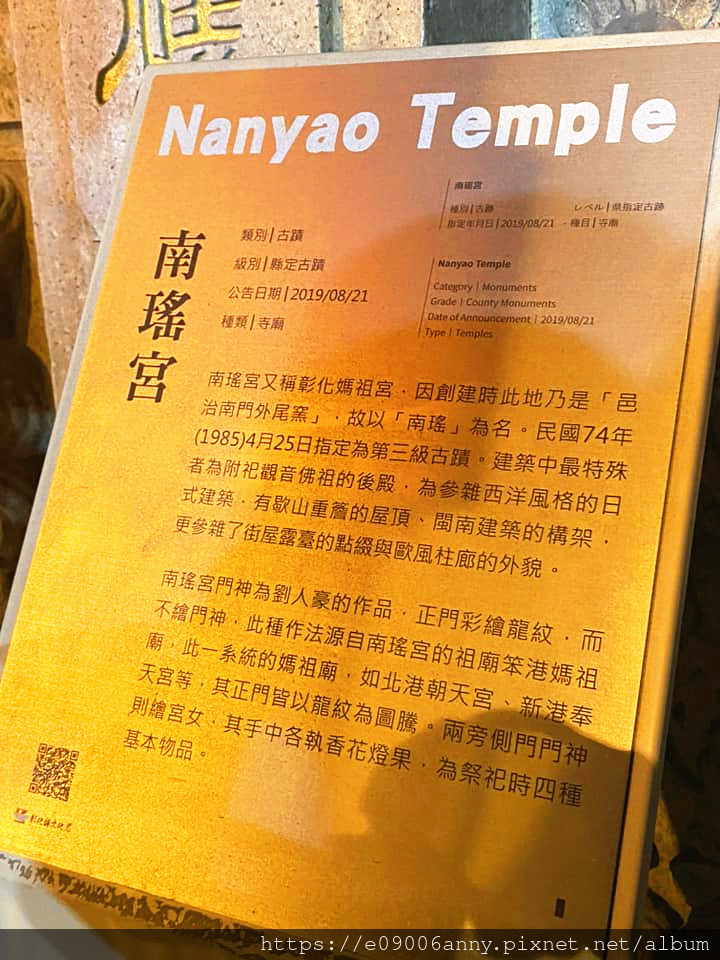 Nanyao Temple
南瑤宮
種別|古跡 レベル|県指定古跡
指定年月日|2019/08/21 - 種目|寺廟
南瑤宮
類別|古蹟
級別|縣定古蹟
公告日期|2019/08/21
種類|寺廟
Nanyao Temple
Category|Monuments
Grade|County Monuments
Date of Announcement|2019/08/21
Type|Temples
南瑤宮又稱彰化媽祖宮，因創建時此地乃是「邑
治南門外尾窯」，故以「南瑤」為名。民國74年
(1985)4月25日指定為第三級古蹟。建築中最特殊
者為附祀觀音佛祖的後殿，為參雜西洋風格的日
式建築，有歇山重簷的屋頂、閩南建築的構架，
更參雜了街屋露臺的點綴與歐風柱廊的外貌。
南瑤宮門神為劉人豪的作品，正門彩繪龍紋，而
不繪門神，此種作法源自南瑤宮的祖廟笨港媽祖
廟，此一系統的媽祖廟，如北港朝天宮、新港奉
天宮等，其正門皆以龍紋為圖騰。兩旁側門門神
則繪宮女，其手中各執香花燈果，為祭祀時四種
基本物品。
彰化縣文化局
https://e09006anny.pixnet.net/album